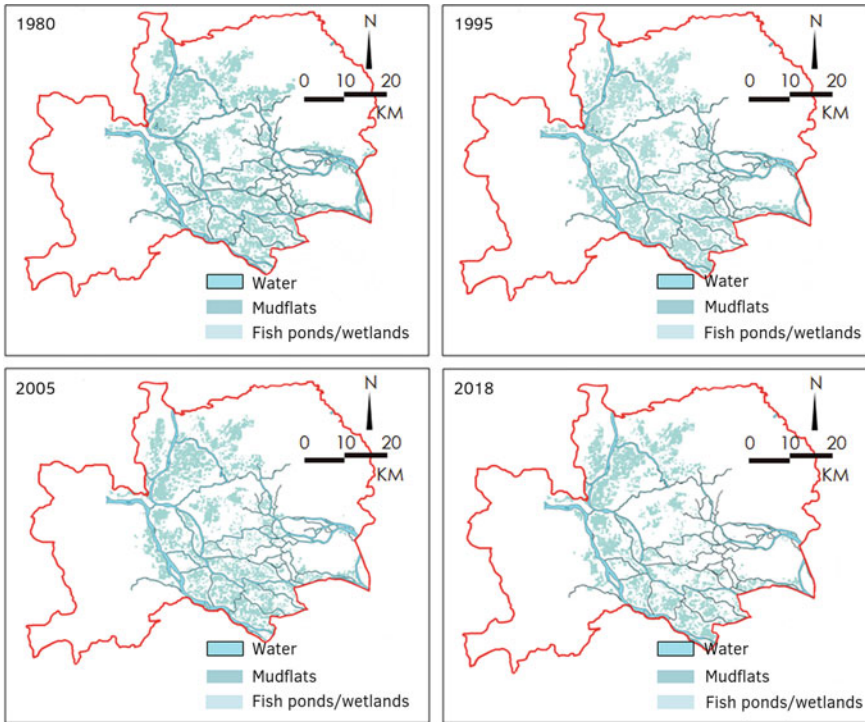 1980
N
0 10 20
KM
Water
Mudflats
Fish ponds/wetlands
1995
N
0 10 20
KM
Water
Mudflats
Fish ponds/wetlands
2005
N
0 10 20
KM
Water
Mudflats
Fish ponds/wetlands
2018
N
0 10 20
KM
Water
Mudflats
Fish ponds/wetlands